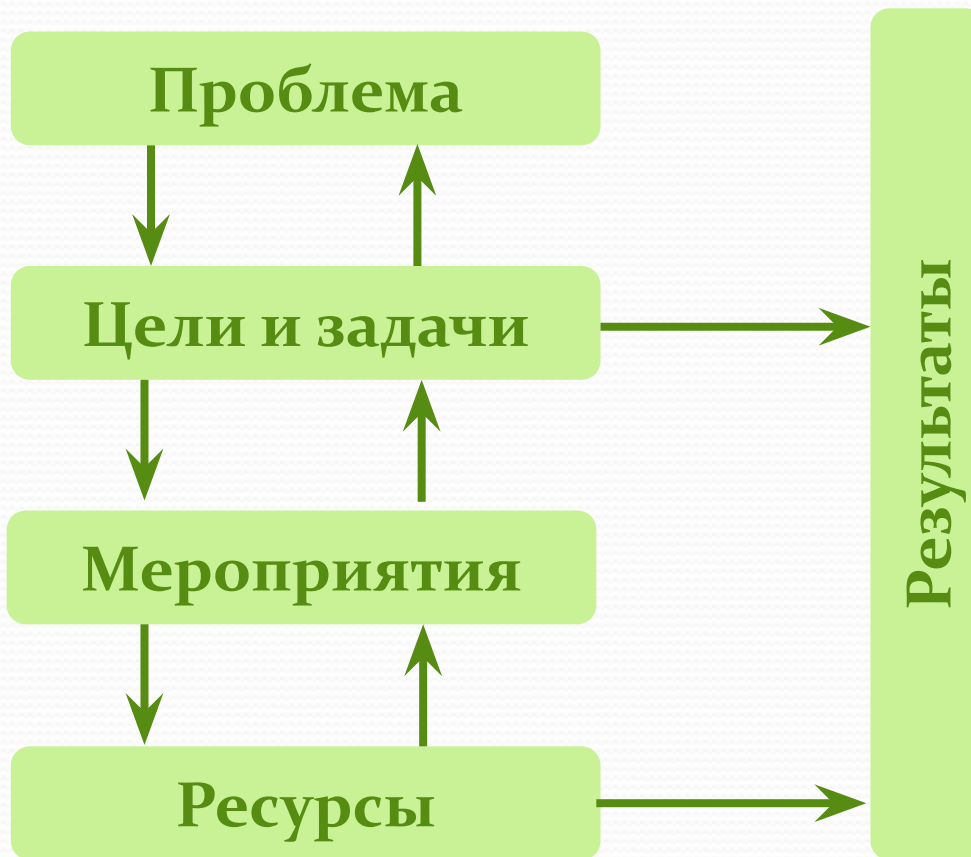 Проблема
Цели и задачи
Мероприятия
Ресурсы
Результаты